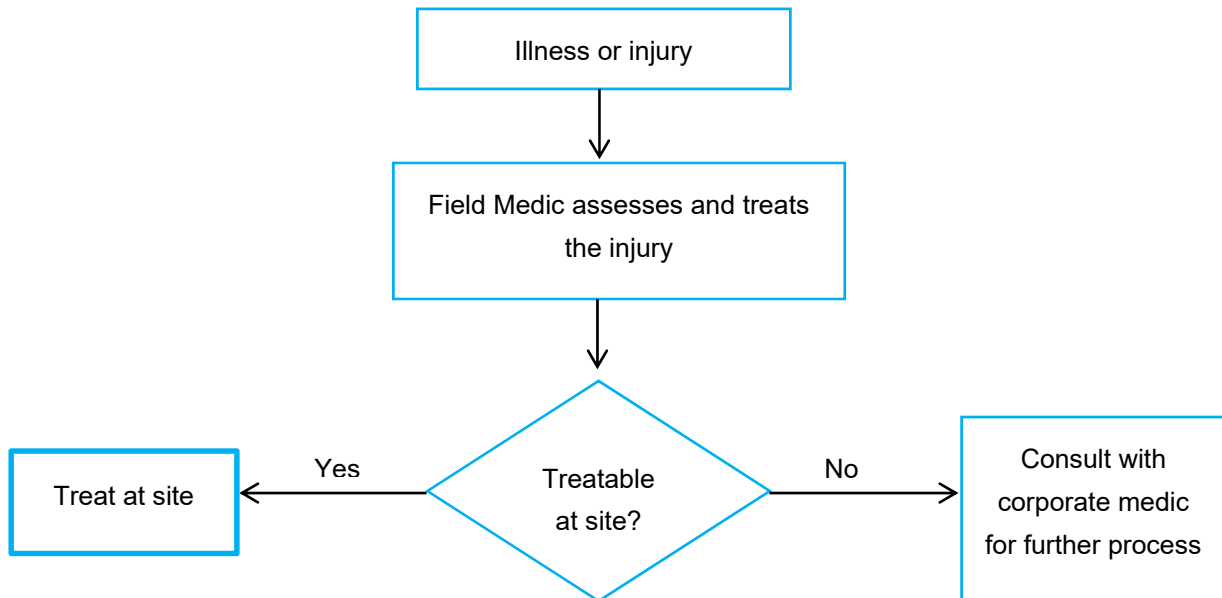 Illness or injury
Field Medic assesses and treats
the injury
Yes
Treat at site
Treatable
at site?
No
Consult with
corporate medic
for further process